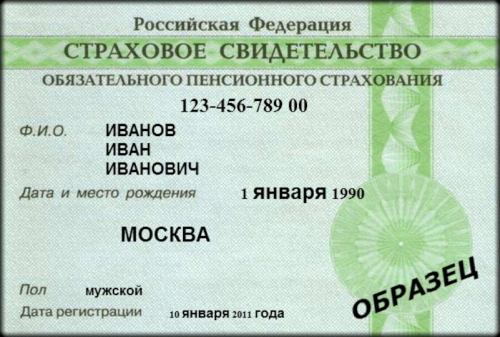 Российская Федерация
СТРАХОВОЕ СВИДЕТЕЛЬСТВО
ОБЯЗАТЕЛЬНОГО ПЕНСИОННОГО СТРАХОВАНИЯ
123-456-789 00
Ф.И.О. ИВАНОВ
ИВАН
ИВАНОВИЧ
Дата и место рождения 1 января 1990
МОСКВА
Пол мужской
Дата регистрации 10 января 2011 года
ОБРАЗЕЦ